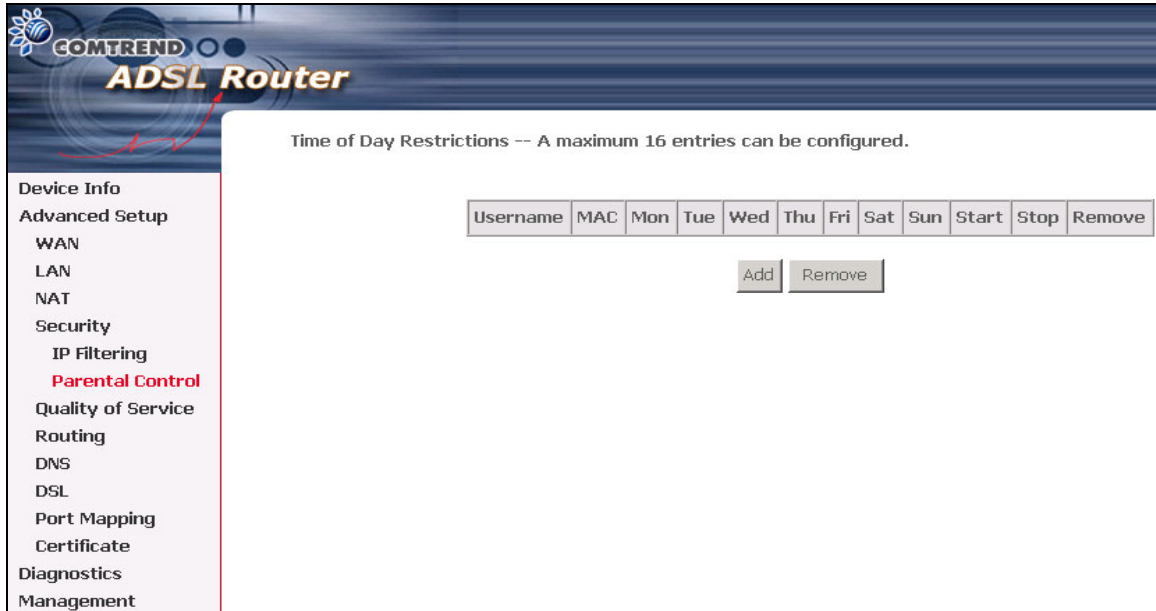 COMTREND
ADSL Router
Time of Day Restrictions -- A maximum 16 entries can be configured.
Device Info
Advanced Setup
WAN
LAN
NAT
Security
IP Filtering
Parental Control
Quality of Service
Routing
DNS
DSL
Port Mapping
Certificate
Diagnostics
Management
Username MAC Mon Tue Wed Thu Fri Sat Sun Start Stop Remove
Add Remove